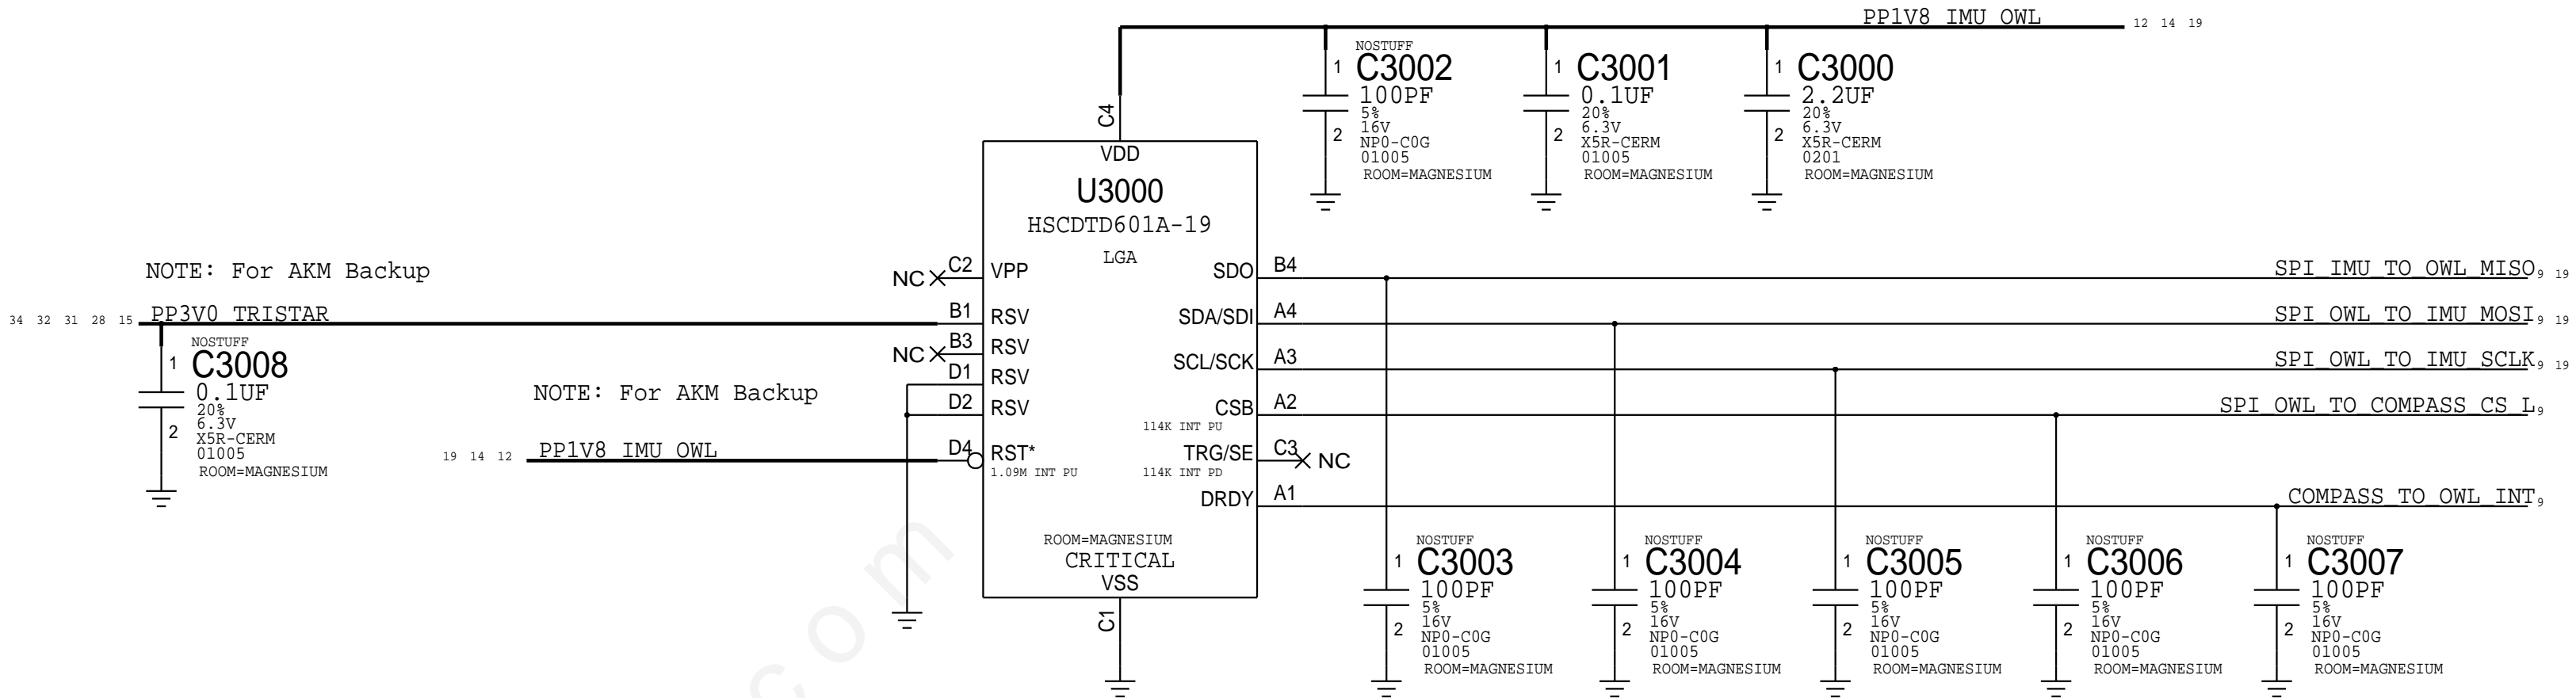 PP1V8 IMU OWL 12 14 19
NOSTUFF
C3002
1
100PF
5%
16V
2
NP0-C0G
01005
ROOM=MAGNESIUM
C3001
1
0.1UF
20%
6.3V
2
X5R-CERM
01005
ROOM=MAGNESIUM
C3000
1
2.2UF
20%
6.3V
2
X5R-CERM
0201
ROOM=MAGNESIUM
C4
VDD
U3000
HSCDTD601A-19
LGA
NOTE: For AKM Backup
NC C2 VPP
34 32 31 28 15 PP3V0 TRISTAR B1 RSV
NC B3 RSV
D1 RSV
D2 RSV
NOSTUFF
C3008
1
0.1UF
20%
6.3V
2
X5R-CERM
01005
ROOM=MAGNESIUM
NOTE: For AKM Backup
19 14 12 PP1V8 IMU OWL D4 RST*
1.09M INT PU
SDO B4 SPI_IMU_TO_OWL_MISO 9 19
SDA/SDI A4 SPI_OWL_TO_IMU_MOSI 9 19
SCL/SCK A3 SPI_OWL_TO_IMU_SCLK 9 19
CSB A2 SPI_OWL_TO_COMPASS_CS_L 9
114K INT PU
TRG/SE C3 NC
114K INT PD
DRDY A1 COMPASS_TO_OWL_INT 9
ROOM=MAGNESIUM
CRITICAL
VSS
C1
NOSTUFF
C3003
1
100PF
5%
16V
2
NP0-C0G
01005
ROOM=MAGNESIUM
NOSTUFF
C3004
1
100PF
5%
16V
2
NP0-C0G
01005
ROOM=MAGNESIUM
NOSTUFF
C3005
1
100PF
5%
16V
2
NP0-C0G
01005
ROOM=MAGNESIUM
NOSTUFF
C3006
1
100PF
5%
16V
2
NP0-C0G
01005
ROOM=MAGNESIUM
NOSTUFF
C3007
1
100PF
5%
16V
2
NP0-C0G
01005
ROOM=MAGNESIUM
com